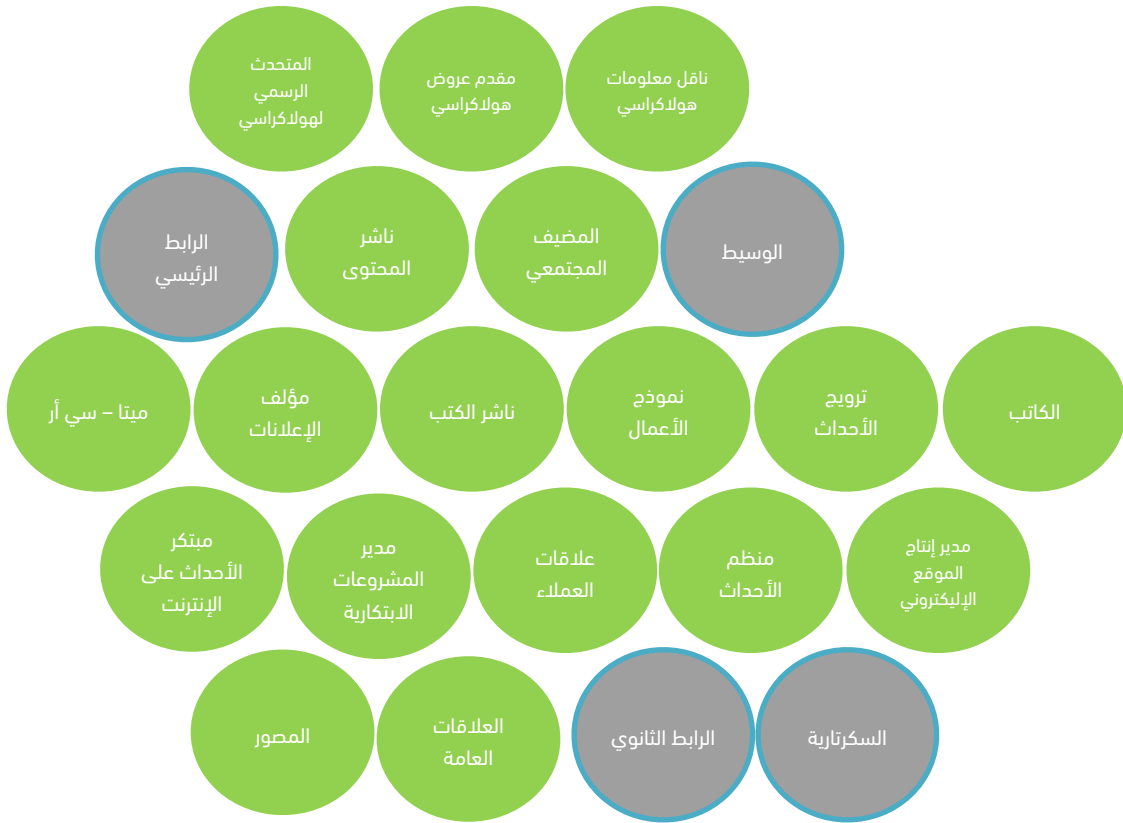 ناقل معلومات
هولاكراسي
مقدم عروض
هولاكراسي
المتحدث
الرسمي
لهولاكراسي
الوسيط
المضيف
المجتمعي
ناشر
المحتوى
الرابط
الرئيسي
الكاتب
ترويج
الأحداث
نموذج
الأعمال
ناشر الكتب
مؤلف
الإعلانات
ميتا – سي أر
مدير إنتاج
الموقع
الإليكتروني
منظم
الأحداث
علاقات
العملاء
مدير
المشروعات
الابتكارية
مبتكر
الأحداث على
الإنترنت
السكرتارية
الرابط الثانوي
العلاقات
العامة
المصور